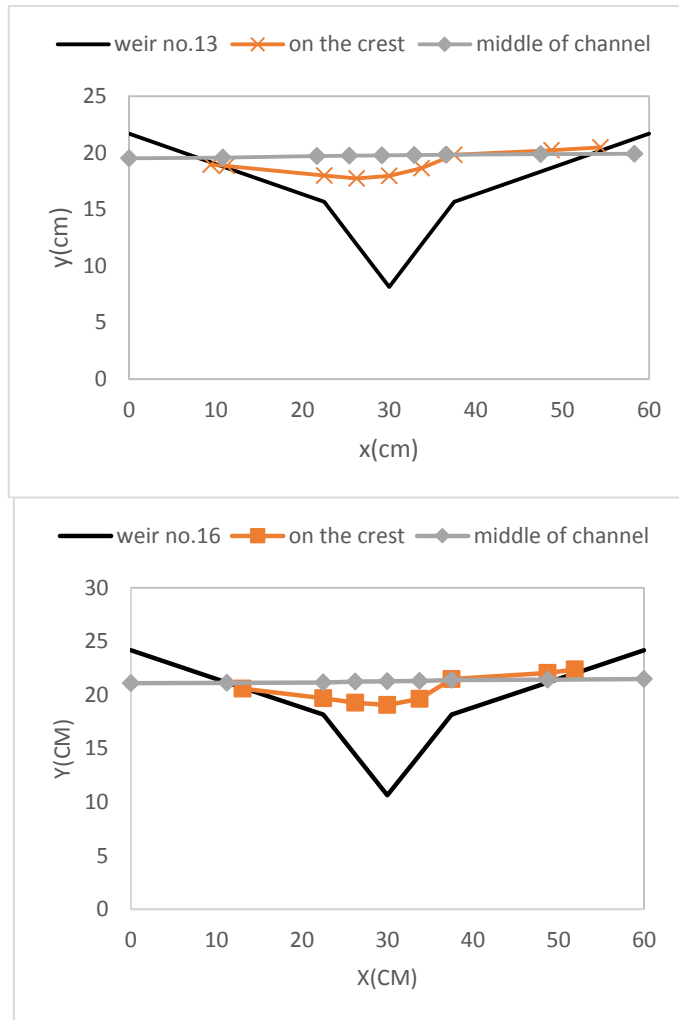 weir no.13 on the crest middle of channel
25
20
15
10
5
0
y(cm)
0 10 20 30 40 50 60
x(cm)
weir no.16 on the crest middle of channel
30
25
20
15
10
5
0
Y(CM)
0 10 20 30 40 50 60
X(CM)